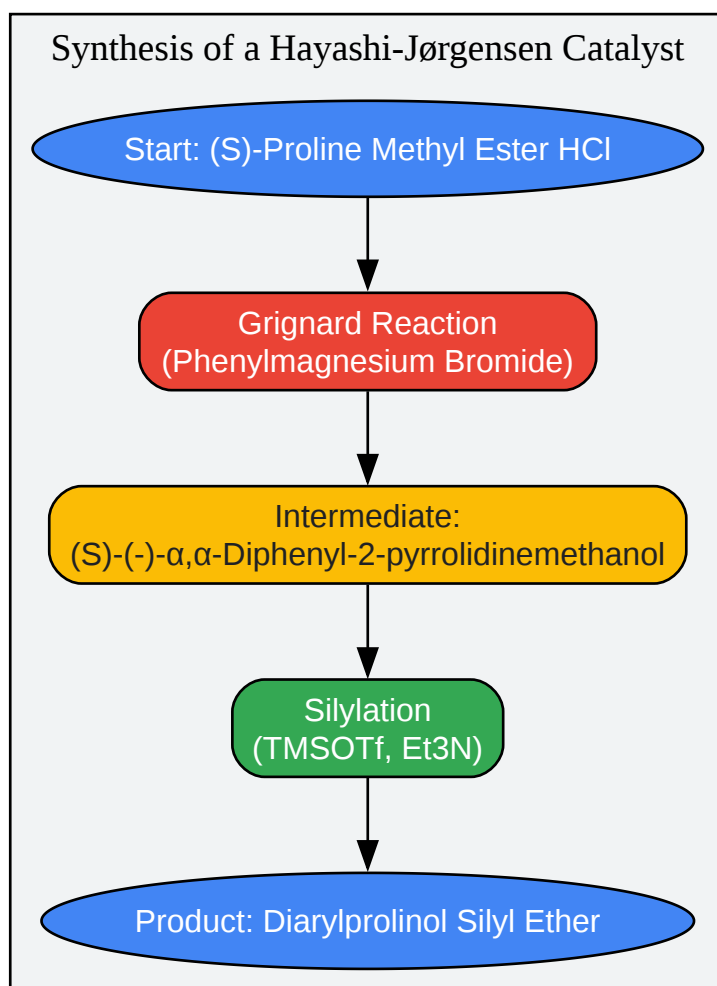 Synthesis of a Hayashi-Jørgensen Catalyst
Start: (S)-Proline Methyl Ester HCl
Grignard Reaction
(Phenylmagnesium Bromide)
Intermediate:
(S)-(-)-α,α-Diphenyl-2-pyrrolidinemethanol
Silylation
(TMSOTf, Et3N)
Product: Diarylprolinol Silyl Ether